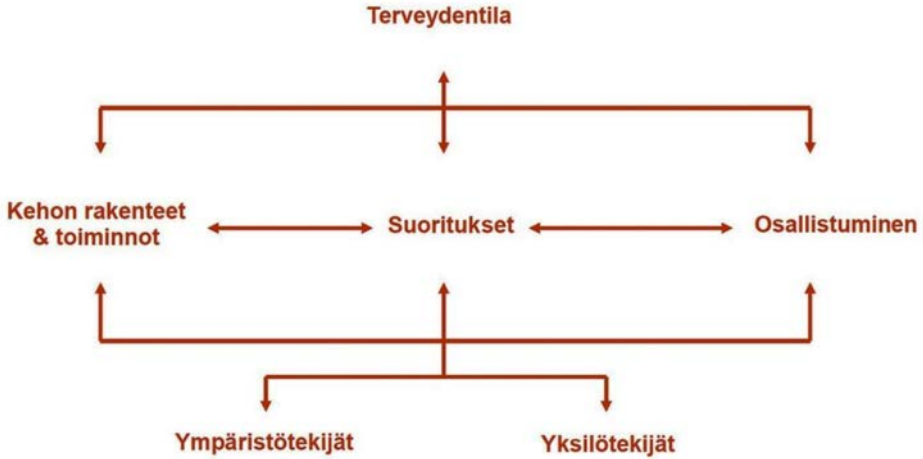 Terveydentila
Kehon rakenteet
& toiminnot
Suoritukset
Osallistuminen
Ympäristötekijät
Yksilötekijät